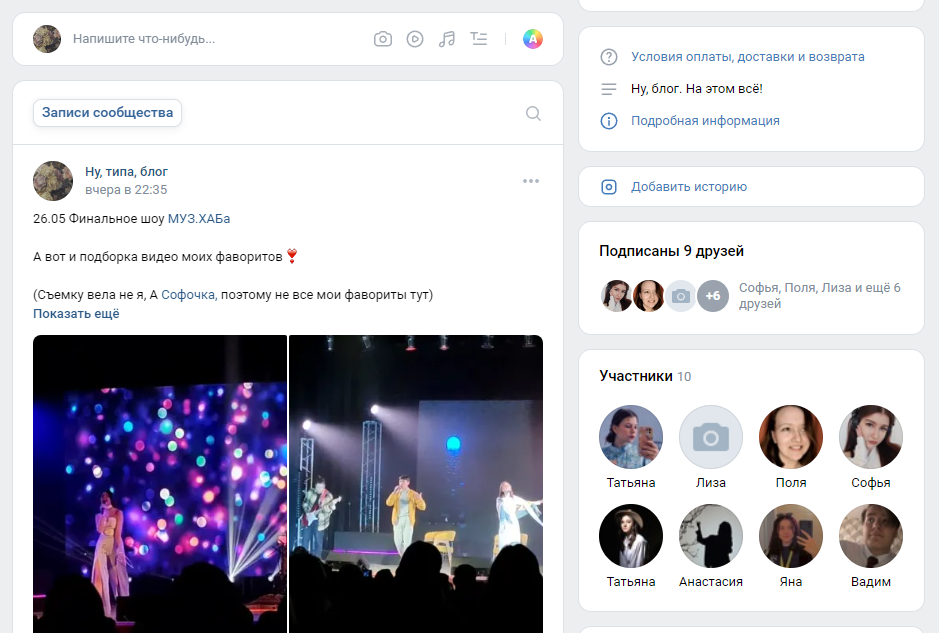 Напишите что-нибудь...
A
Записи сообщества
Ну, типа, блог
вчера в 22:35
26.05 Финальное шоу МУЗ.ХАБа
А вот и подборка видео моих фаворитов
(Съемку вела не я, А Софочка, поэтому не все мои фавориты тут)
Показать ещё
Условия оплаты, доставки и возврата
Ну, блог. На этом всё!
Подробная информация
Добавить историю
Подписаны 9 друзей
+6
Софья, Поля, Лиза и ещё 6
друзей
Участники 10
Татьяна Лиза Поля Софья
Татьяна Анастасия Яна Вадим